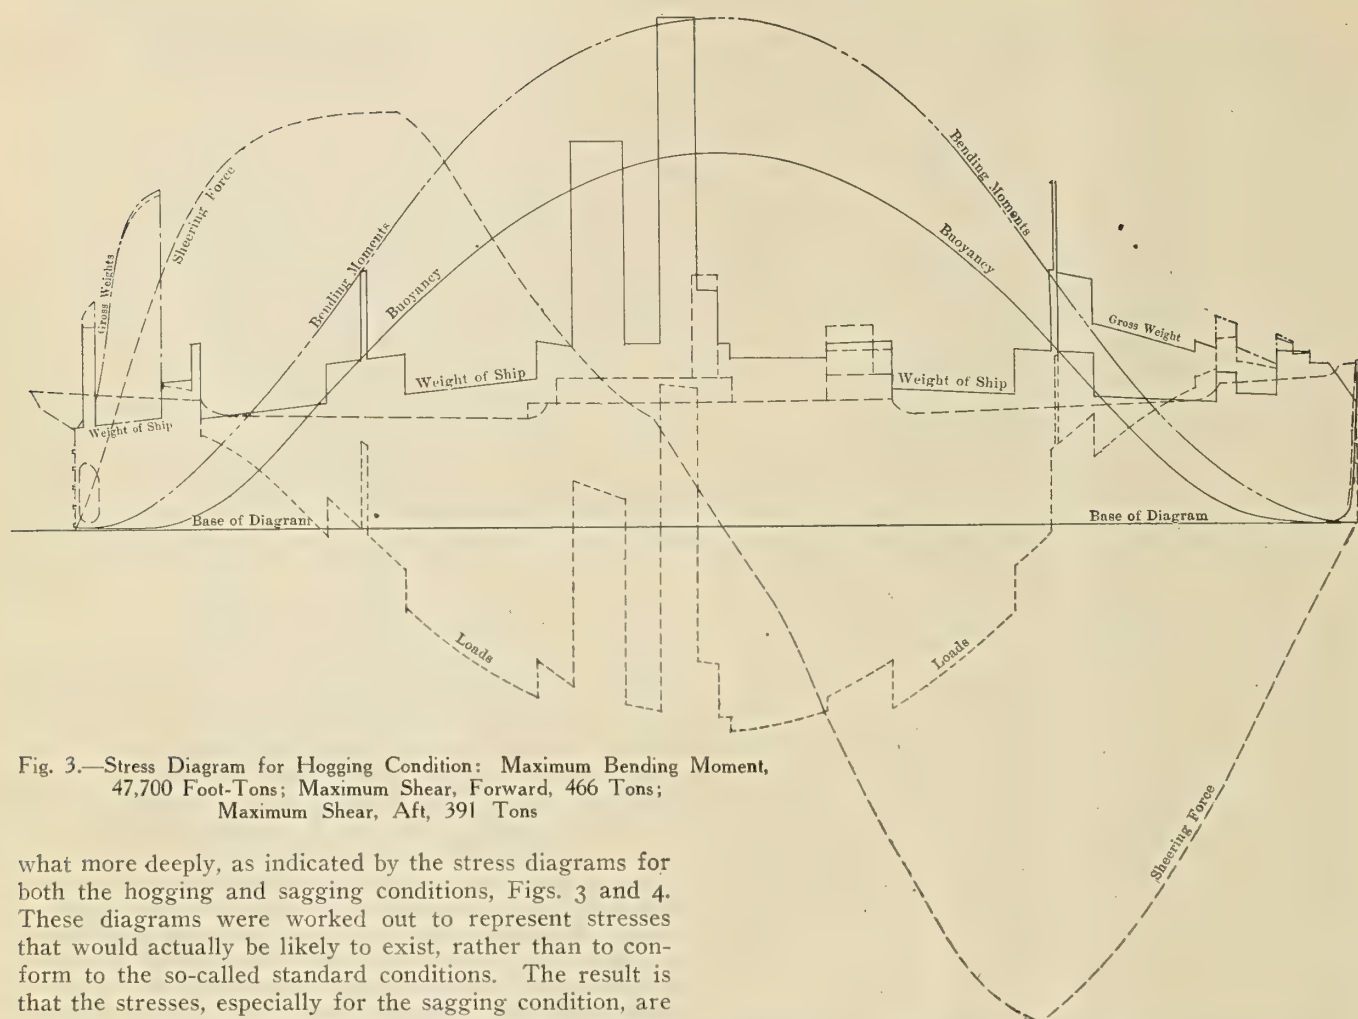 Bending Moments
Sheering Force
Gross Weights
Bending Moments
Buoyancy
Buoyancy
Gross Weight
Weight of Ship
Weight of Ship
Weight of Ship
Base of Diagram
Base of Diagram
Loads
Loads
Sheering Force
Fig. 3.—Stress Diagram for Hogging Condition: Maximum Bending Moment,
47,700 Foot-Tons; Maximum Shear, Forward, 466 Tons;
Maximum Shear, Aft, 391 Tons
what more deeply, as indicated by the stress diagrams for
both the hogging and sagging conditions, Figs. 3 and 4.
These diagrams were worked out to represent stresses
that would actually be likely to exist, rather than to con-
form to the so-called standard conditions. The result is
that the stresses, especially for the sagging condition, are